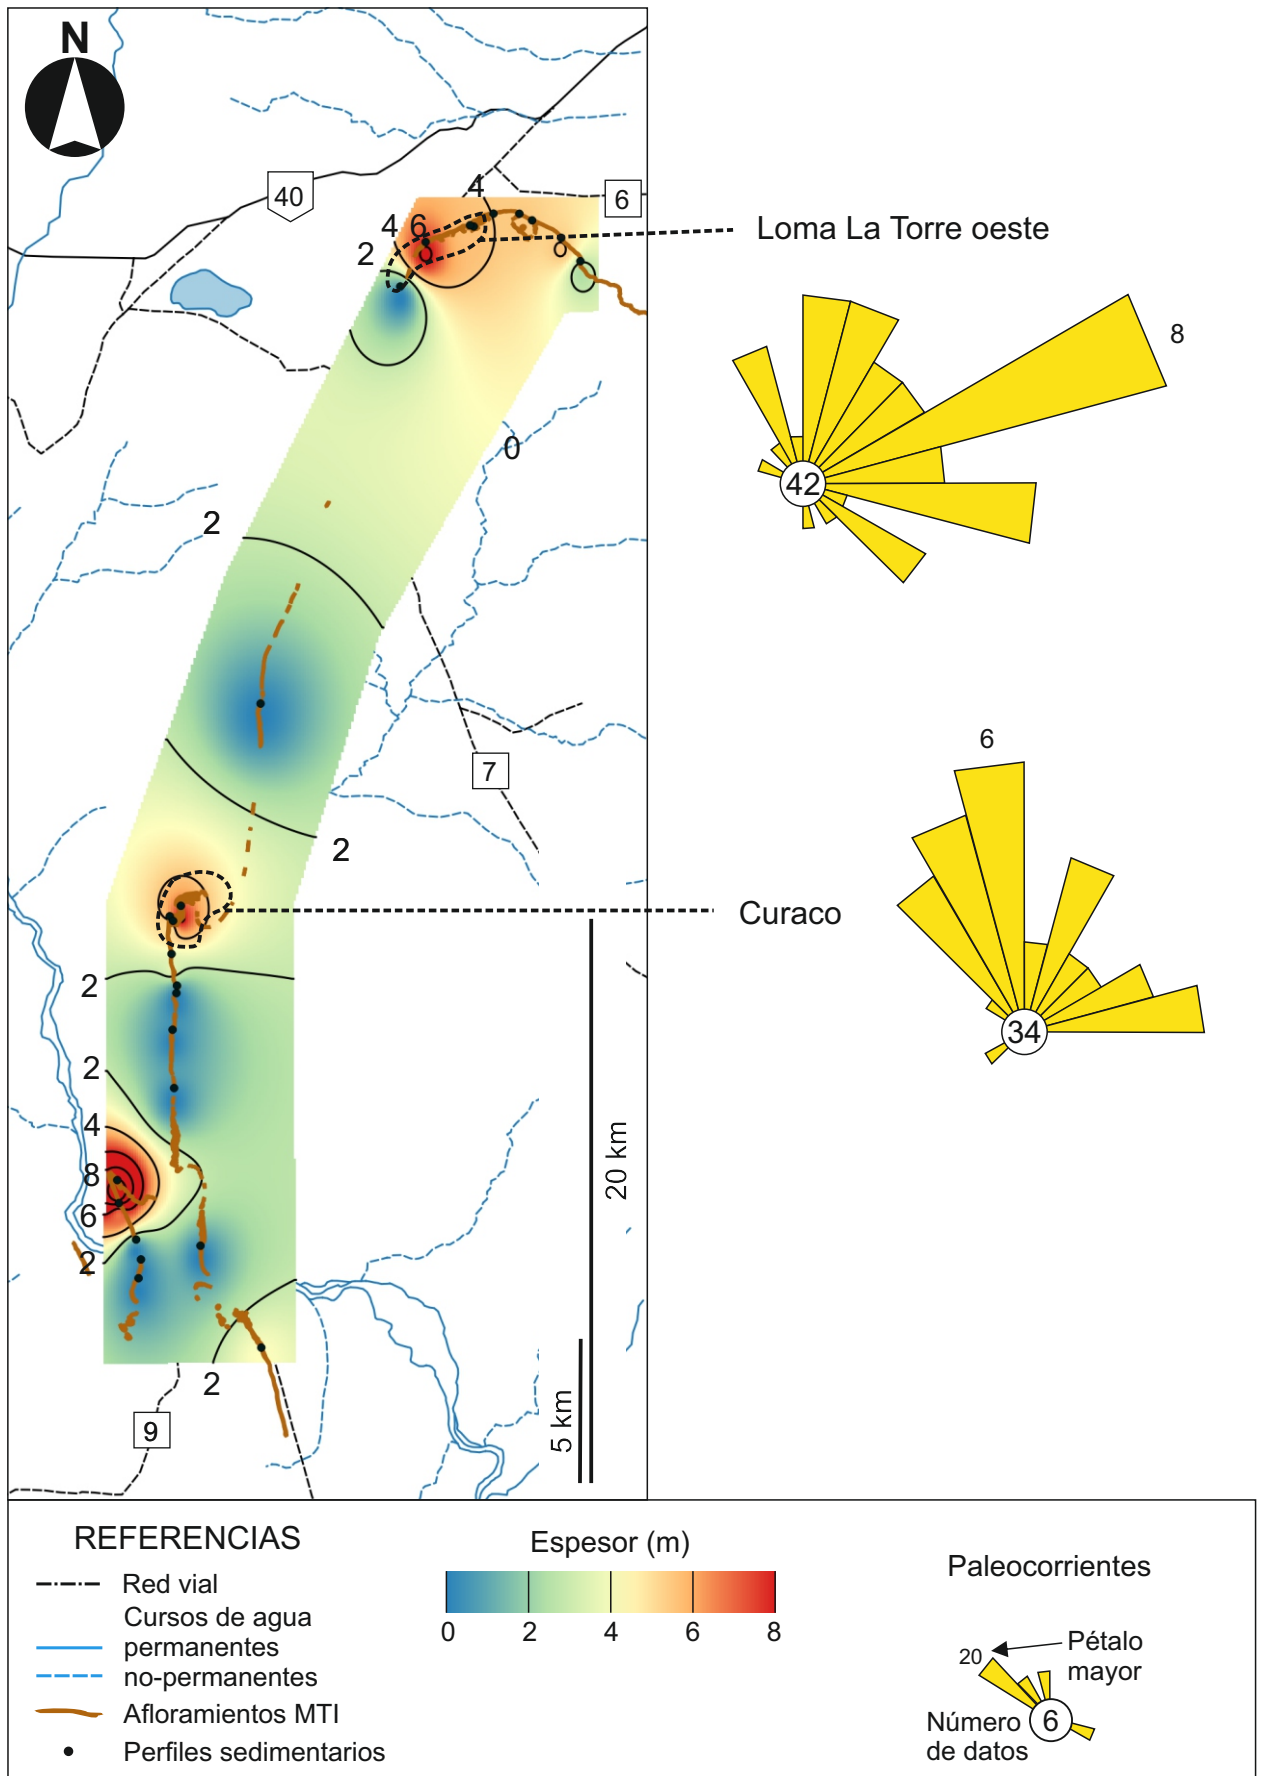 N
40
6
4
4 6
2
Loma La Torre oeste
8
42
0
2
7
6
2
Curaco
34
2
2
4
8
6
2
2
9
20 km
5 km
REFERENCIAS
Red vial
Cursos de agua
permanentes
no-permanentes
Afloramientos MTI
Perfiles sedimentarios
Espesor (m)
0 2 4 6 8
Paleocorrientes
20
Pétalo
mayor
6
Número
de datos